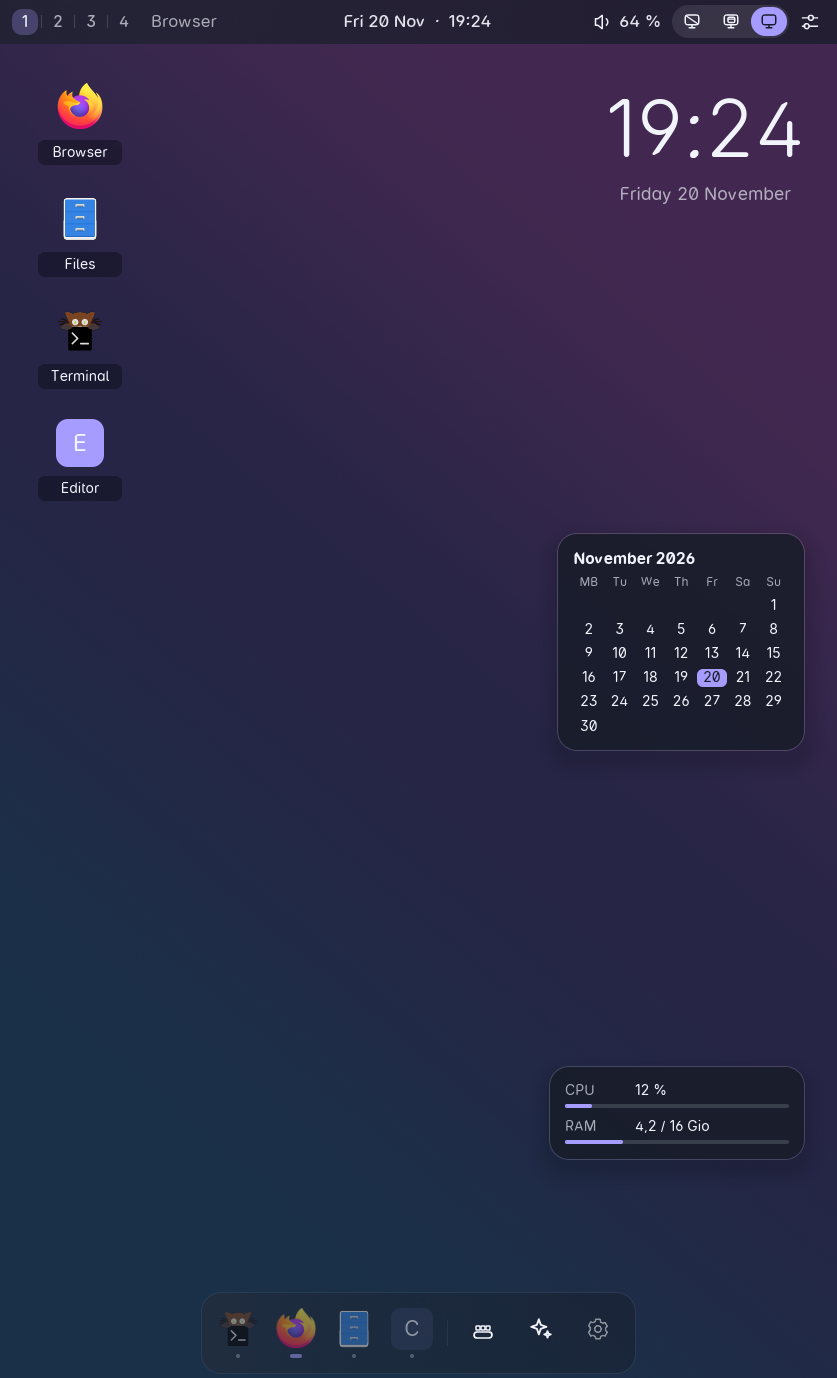 1 2 3 4 Browser Fri 20 Nov · 19:24 64 %
19:24
Friday 20 November
Browser
Files
Terminal
E
Editor
November 2026
MB Tu We Th Fr Sa Su
1
2 3 4 5 6 7 8
9 10 11 12 13 14 15
16 17 18 19 20 21 22
23 24 25 26 27 28 29
30
CPU 12 %
RAM 4,2 / 16 Gio
C